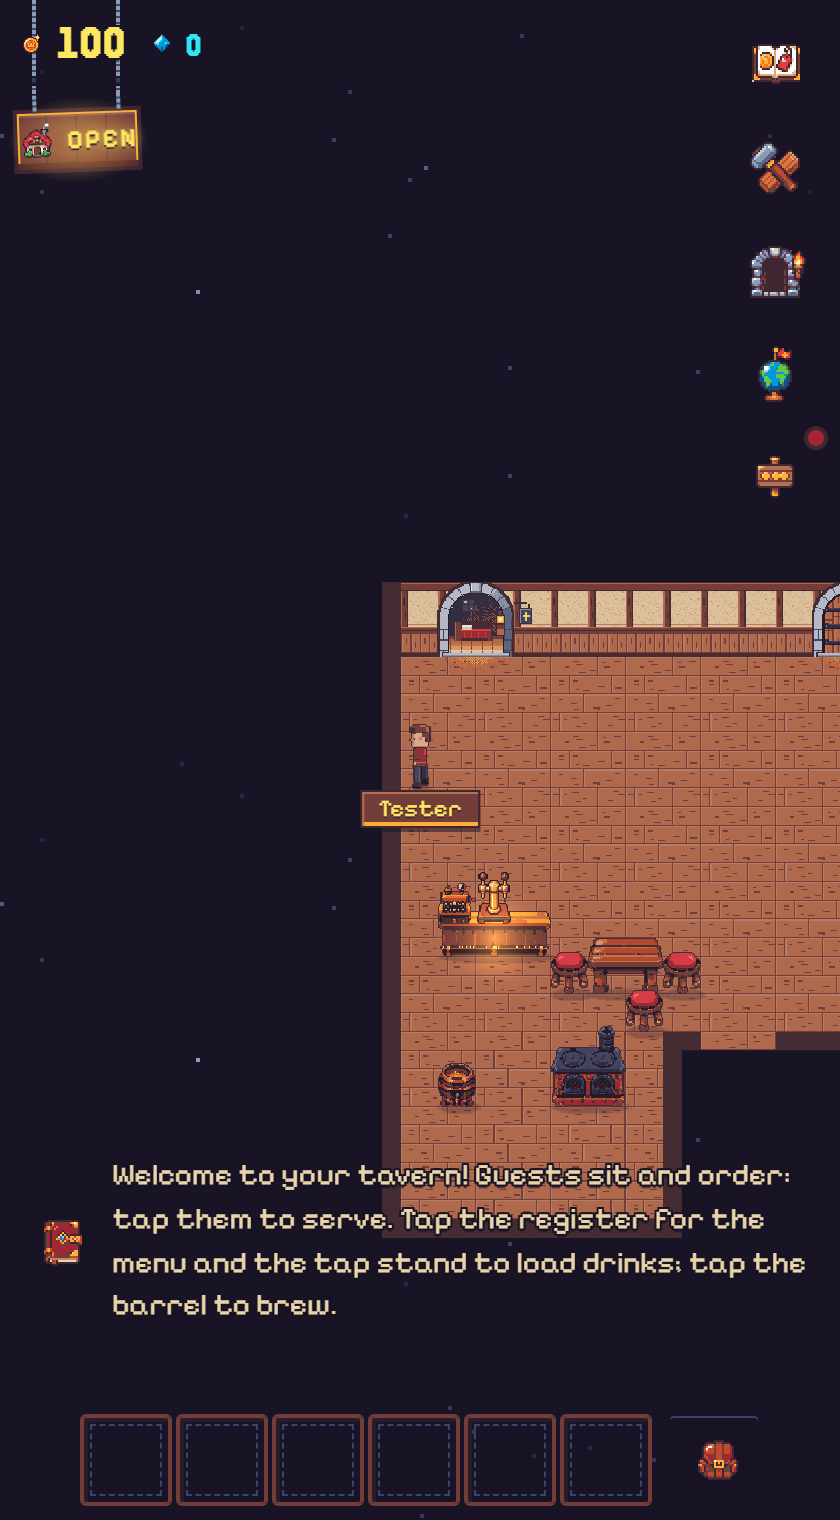 100
0
OPEN
Tester
Welcome to your tavern! Guests sit and order:
tap them to serve. Tap the register for the
menu and the tap stand to load drinks; tap the
barrel to brew.